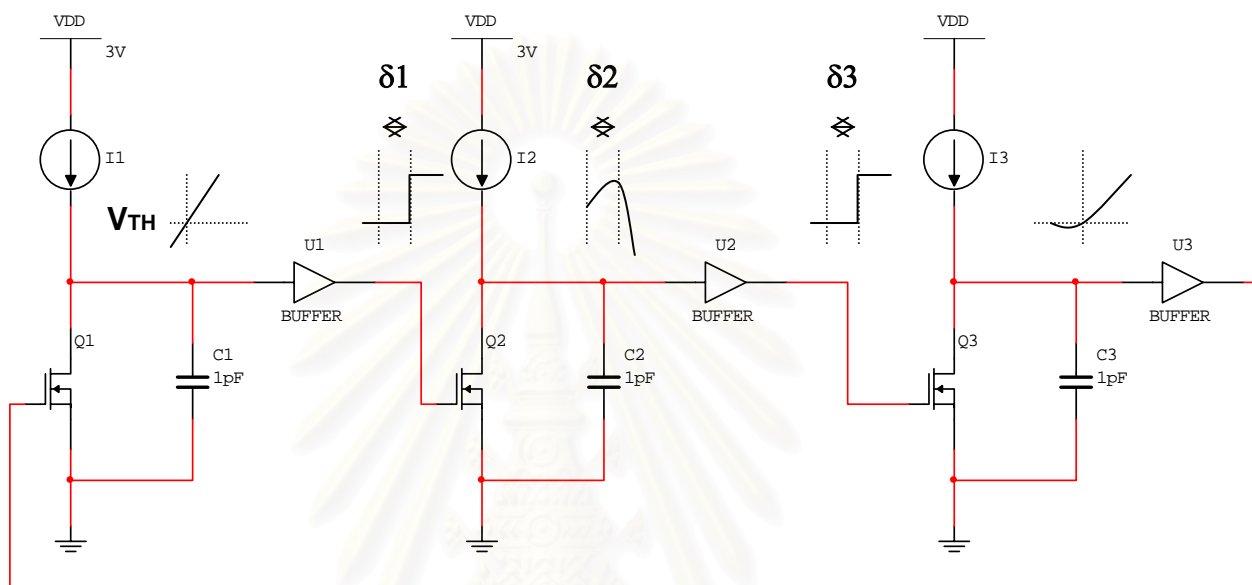 VDD
3V
VDD
3V
VDD
δ1
δ2
δ3
I1
I2
I3
VTH
U1
U2
U3
BUFFER
BUFFER
BUFFER
Q1
Q2
Q3
C1
1pF
C2
1pF
C3
1pF